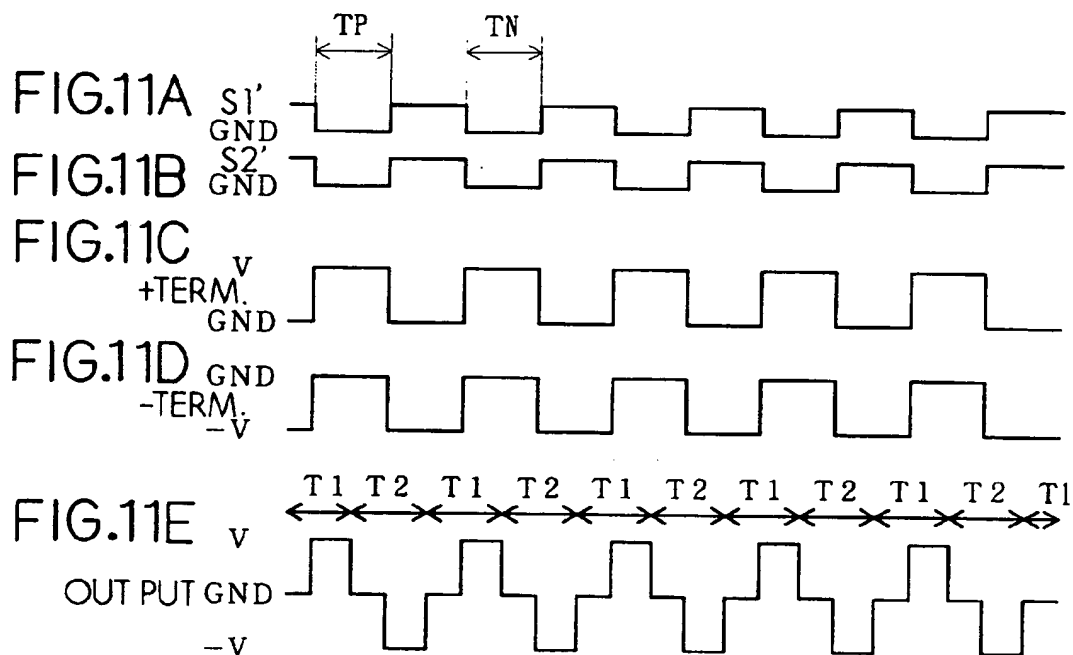 TP TN
FIG.11A S1'
GND
FIG.11B S2'
GND
FIG.11C V
+TERM.
GND
FIG.11D GND
-TERM.
-V
T1 T2 T1 T2 T1 T2 T1 T2 T1 T2 T1
FIG.11E V
OUT PUT GND
-V